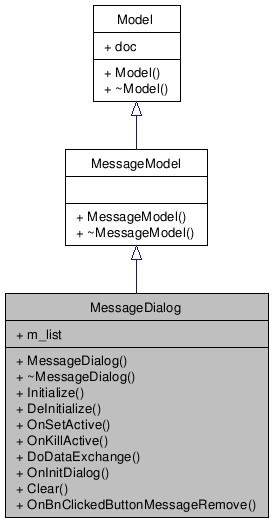 Model
+ doc
+ Model()
+ ~Model()
MessageModel
+ MessageModel()
+ ~MessageModel()
MessageDialog
+ m_list
+ MessageDialog()
+ ~MessageDialog()
+ Initialize()
+ DeInitialize()
+ OnSetActive()
+ OnKillActive()
+ DoDataExchange()
+ OnInitDialog()
+ Clear()
+ OnBnClickedButtonMessageRemove()